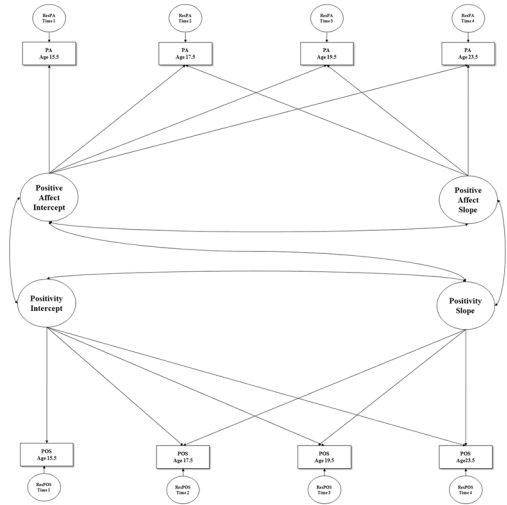 ResPA
Time 1
ResPA
Time 2
ResPA
Time 3
ResPA
Time 4
PA
Age 15.5
PA
Age 17.5
PA
Age 19.5
PA
Age 23.5
Positive
Affect
Intercept
Positive
Affect
Slope
Positivity
Intercept
Positivity
Slope
POS
Age 15.5
POS
Age 17.5
POS
Age 19.5
POS
Age23.5
ResPOS
Time 1
ResPOS
Time 2
ResPOS
Time 3
ResPOS
Time 4